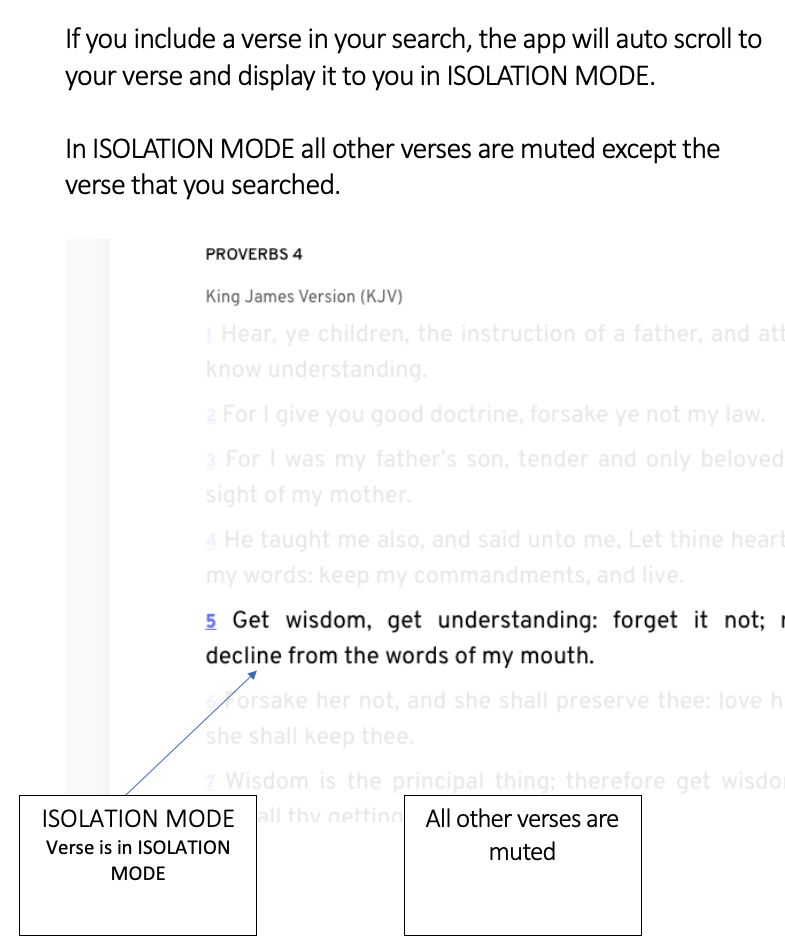 If you include a verse in your search, the app will auto scroll to
your verse and display it to you in ISOLATION MODE.
In ISOLATION MODE all other verses are muted except the
verse that you searched.
PROVERBS 4
King James Version (KJV)
1 Hear, ye children, the instruction of a father, and att
know understanding.
2 For I give you good doctrine, forsake ye not my law.
3 For I was my father's son, tender and only beloved
sight of my mother.
4 He taught me also, and said unto me, Let thine heart
my words: keep my commandments, and live.
5 Get wisdom, get understanding: forget it not;
decline from the words of my mouth.
6 Forsake her not, and she shall preserve thee: love h
she shall keep thee.
7 Wisdom is the principal thing; therefore get wisdo
all thy getting
ISOLATION MODE
Verse is in ISOLATION
MODE
All other verses are
muted